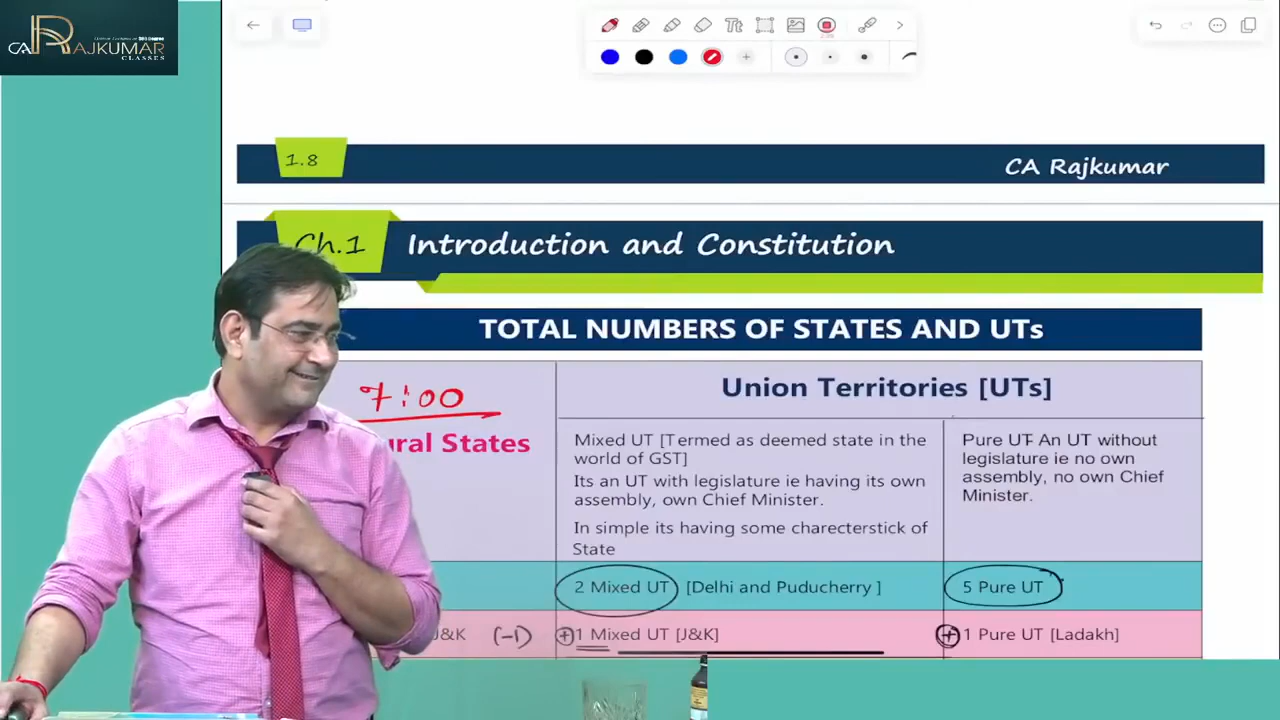 CA RAJKUMAR
CLASSES
1.8
CA Rajkumar
Ch.1
Introduction and Constitution
TOTAL NUMBERS OF STATES AND UTs
7:00
ural States
Union Territories [UTs]
Mixed UT [Termed as deemed state in the
world of GST]
Its an UT with legislature ie having its own
assembly, own Chief Minister.
In simple its having some charecterstick of
State
Pure UT- An UT without
legislature ie no own
assembly, no own Chief
Minister.
2 Mixed UT [Delhi and Puducherry ]
5 Pure UT
J&K (-1)
+ 1 Mixed UT [J&K]
+ 1 Pure UT [Ladakh]
Tt